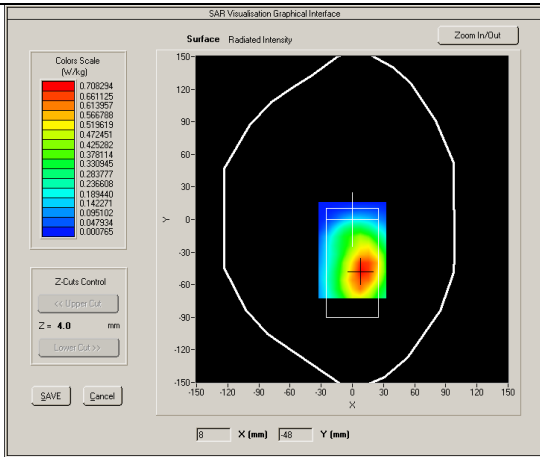 SAR Visualisation Graphical Interface
Surface Radiated Intensity
Zoom In/Out
Colors Scale
(W/kg)
0.708294
0.661125
0.613957
0.566788
0.519619
0.472451
0.425282
0.378114
0.330945
0.283777
0.236608
0.189440
0.142271
0.095102
0.047934
0.000765
Z-Cuts Control
<< Upper Cut
Z = 4.0 mm
Lower Cut >>
SAVE Cancel
150-
120-
90-
60-
30-
0-
-30-
-60-
-90-
-120-
-150-
Y
-150 -120 -90 -60 -30 0 30 60 90 120 150
X
8 X (mm) -48 Y (mm)